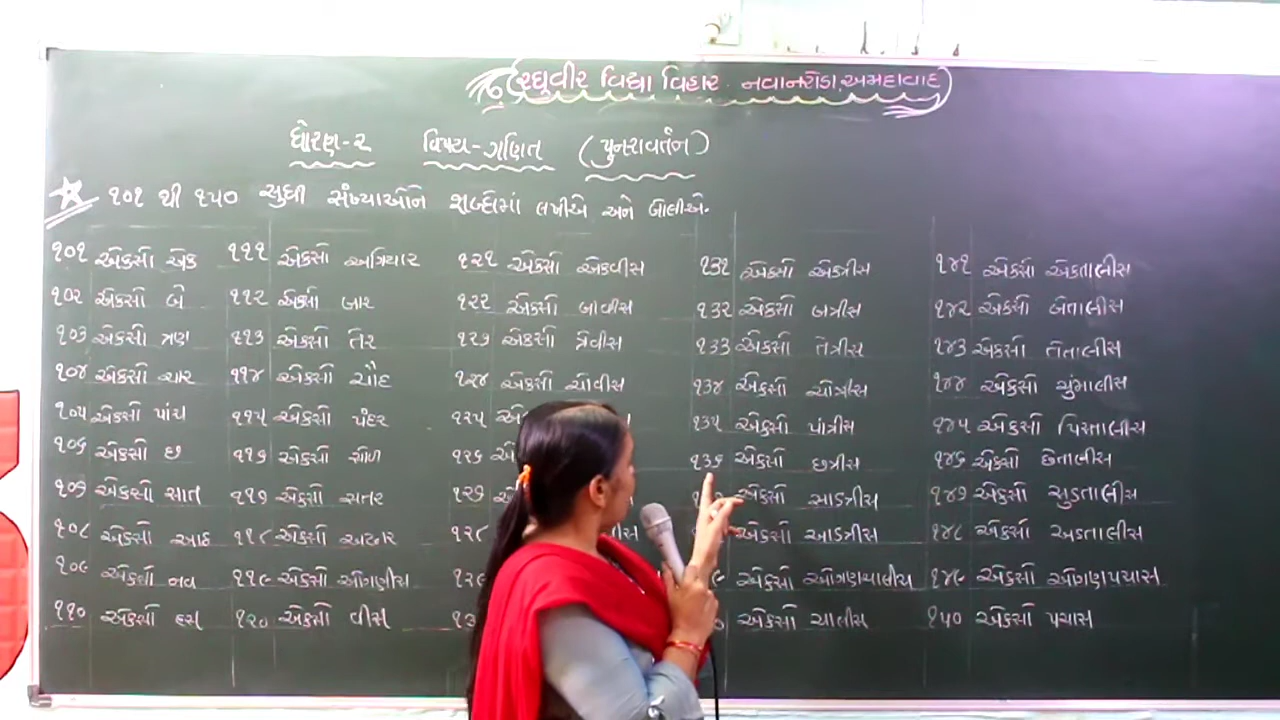 રઘુવીર વિદ્યા વિહાર નવાનરોડા, અમદાવાદ
ધોરણ-૨ વિષય-ગણિત (પુનરાવર્તન)
૧૦૧ થી ૧૫૦ સુધી સંખ્યાઓને શબ્દોમાં લખીએ અને બોલીએ.
૧૦૧ એકસો એક ૧૧૧ એકસો અગિયાર ૧૨૧ એકસો એકવીસ ૧૩૧ એકસો એકત્રીસ ૧૪૧ એકસો એકતાલીસ
૧૦૨ એકસો બે ૧૧૨ એકસો બાર ૧૨૨ એકસો બાવીસ ૧૩૨ એકસો બત્રીસ ૧૪૨ એકસો બેતાલીસ
૧૦૩ એકસો ત્રણ ૧૧૩ એકસો તેર ૧૨૩ એકસો ત્રેવીસ ૧૩૩ એકસો તેત્રીસ ૧૪૩ એકસો તેતાલીસ
૧૦૪ એકસો ચાર ૧૧૪ એકસો ચૌદ ૧૨૪ એકસો ચોવીસ ૧૩૪ એકસો ચોત્રીસ ૧૪૪ એકસો ચુંમાલીસ
૧૦૫ એકસો પાંચ ૧૧૫ એકસો પંદર ૧૨૫ ૧૩૫ એકસો પાંત્રીસ ૧૪૫ એકસો પિસ્તાલીસ
૧૦૬ એકસો છ ૧૧૬ એકસો સોળ ૧૨૬ ૧૩૬ એકસો છત્રીસ ૧૪૬ એકસો છેતાલીસ
૧૦૭ એકસો સાત ૧૧૭ એકસો સત્તર ૧૨૭ એકસો સાડત્રીસ ૧૪૭ એકસો સુડતાલીસ
૧૦૮ એકસો આઠ ૧૧૮ એકસો અઢાર ૧૨૮ એકસો આડત્રીસ ૧૪૮ એકસો અડતાલીસ
૧૦૯ એકસો નવ ૧૧૯ એકસો ઓગણીસ ૧૨૯ એકસો ઓગણચાલીસ ૧૪૯ એકસો ઓગણપચાસ
૧૧૦ એકસો દસ ૧૨૦ એકસો વીસ એકસો ચાલીસ ૧૫૦ એકસો પચાસ